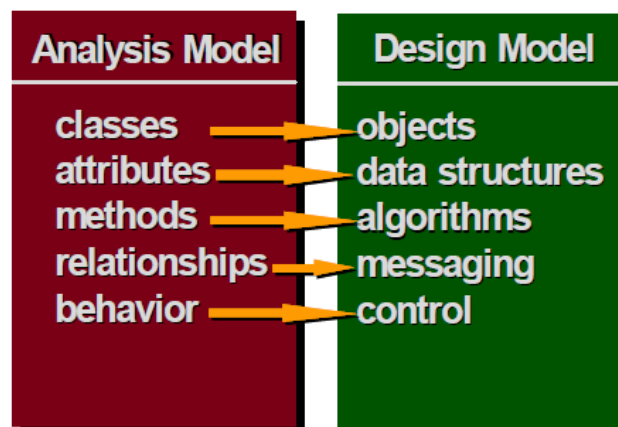 Analysis Model
classes
attributes
methods
relationships
behavior
Design Model
objects
data structures
algorithms
messaging
control